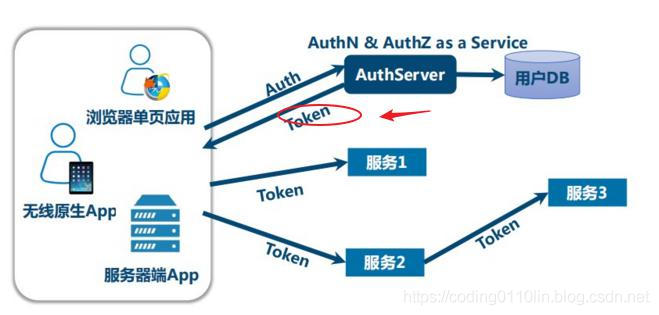 AuthN & AuthZ as a Service
AuthServer
用户DB
Auth
Token
浏览器单页应用
服务1
Token
无线原生App
服务3
Token
服务器端App
Token
服务2
https://coding0110lin.blog.csdn.net